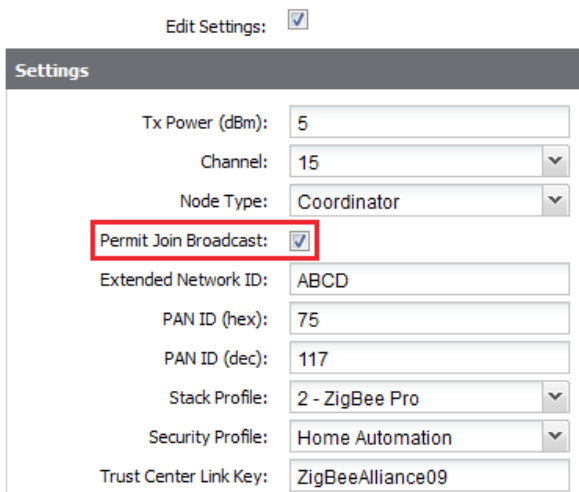 Edit Settings:
Settings
Tx Power (dBm): 5
Channel: 15
Node Type: Coordinator
Permit Join Broadcast:
Extended Network ID: ABCD
PAN ID (hex): 75
PAN ID (dec): 117
Stack Profile: 2 - ZigBee Pro
Security Profile: Home Automation
Trust Center Link Key: ZigBeeAlliance09